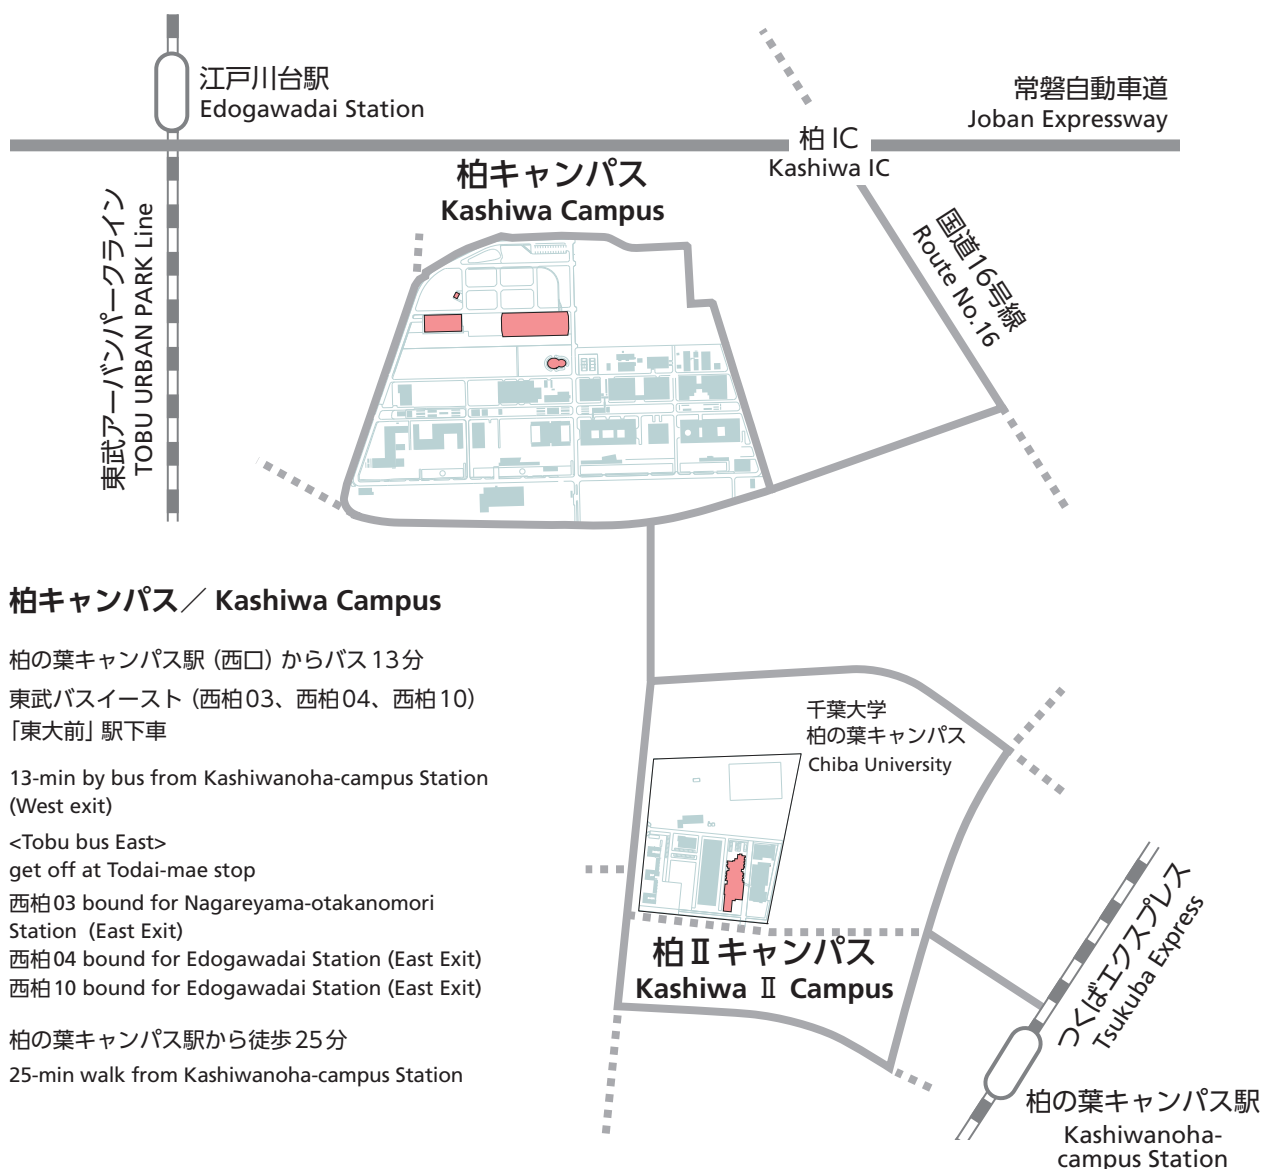 江戸川台駅
Edogawadai Station
常磐自動車道
Joban Expressway
柏 IC
Kashiwa IC
柏キャンパス
Kashiwa Campus
東武アーバンパークライン
TOBU URBAN PARK Line
国道16号線
Route No.16
柏キャンパス／ Kashiwa Campus
柏の葉キャンパス駅（西口）からバス13分
東武バスイースト（西柏03、西柏04、西柏10）
「東大前」駅下車
13-min by bus from Kashiwanoha-campus Station
(West exit)
<Tobu bus East>
get off at Todai-mae stop
西柏03 bound for Nagareyama-otakanomori
Station (East Exit)
西柏04 bound for Edogawadai Station (East Exit)
西柏10 bound for Edogawadai Station (East Exit)
柏の葉キャンパス駅から徒歩25分
25-min walk from Kashiwanoha-campus Station
千葉大学
柏の葉キャンパス
Chiba University
柏Ⅱキャンパス
Kashiwa Ⅱ Campus
つくばエクスプレス
Tsukuba Express
柏の葉キャンパス駅
Kashiwanoha-
campus Station